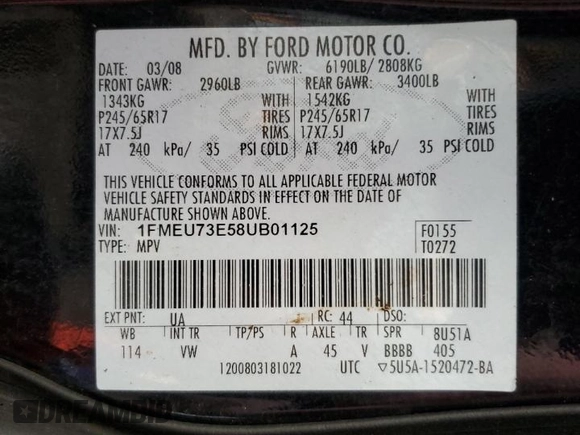 MFD. BY FORD MOTOR CO.
DATE: 03/08 GVWR: 6190LB/ 2808KG
FRONT GAWR: 2960LB REAR GAWR: 3400LB
1343KG 1542KG
P245/65R17 TIRES P245/65R17 TIRES
17X7.5J RIMS 17X7.5J RIMS
AT 240 kPa/ 35 PSI COLD AT 240 kPa/ 35 PSI COLD
THIS VEHICLE CONFORMS TO ALL APPLICABLE FEDERAL MOTOR
VEHICLE SAFETY STANDARDS IN EFFECT ON THE DATE OF
MANUFACTURE SHOWN ABOVE.
VIN: 1FMEU73E58UB01125 F0155
TYPE: MPV T0272
EXT PNT: UA RC: 44 DSO:
WB INT TR TP/PS R AXLE TR SPR 8U51A
114 VW A 45 V BBBB 405
1200803181022 UTC ▽5U5A-1520472-BA
DREAMBID